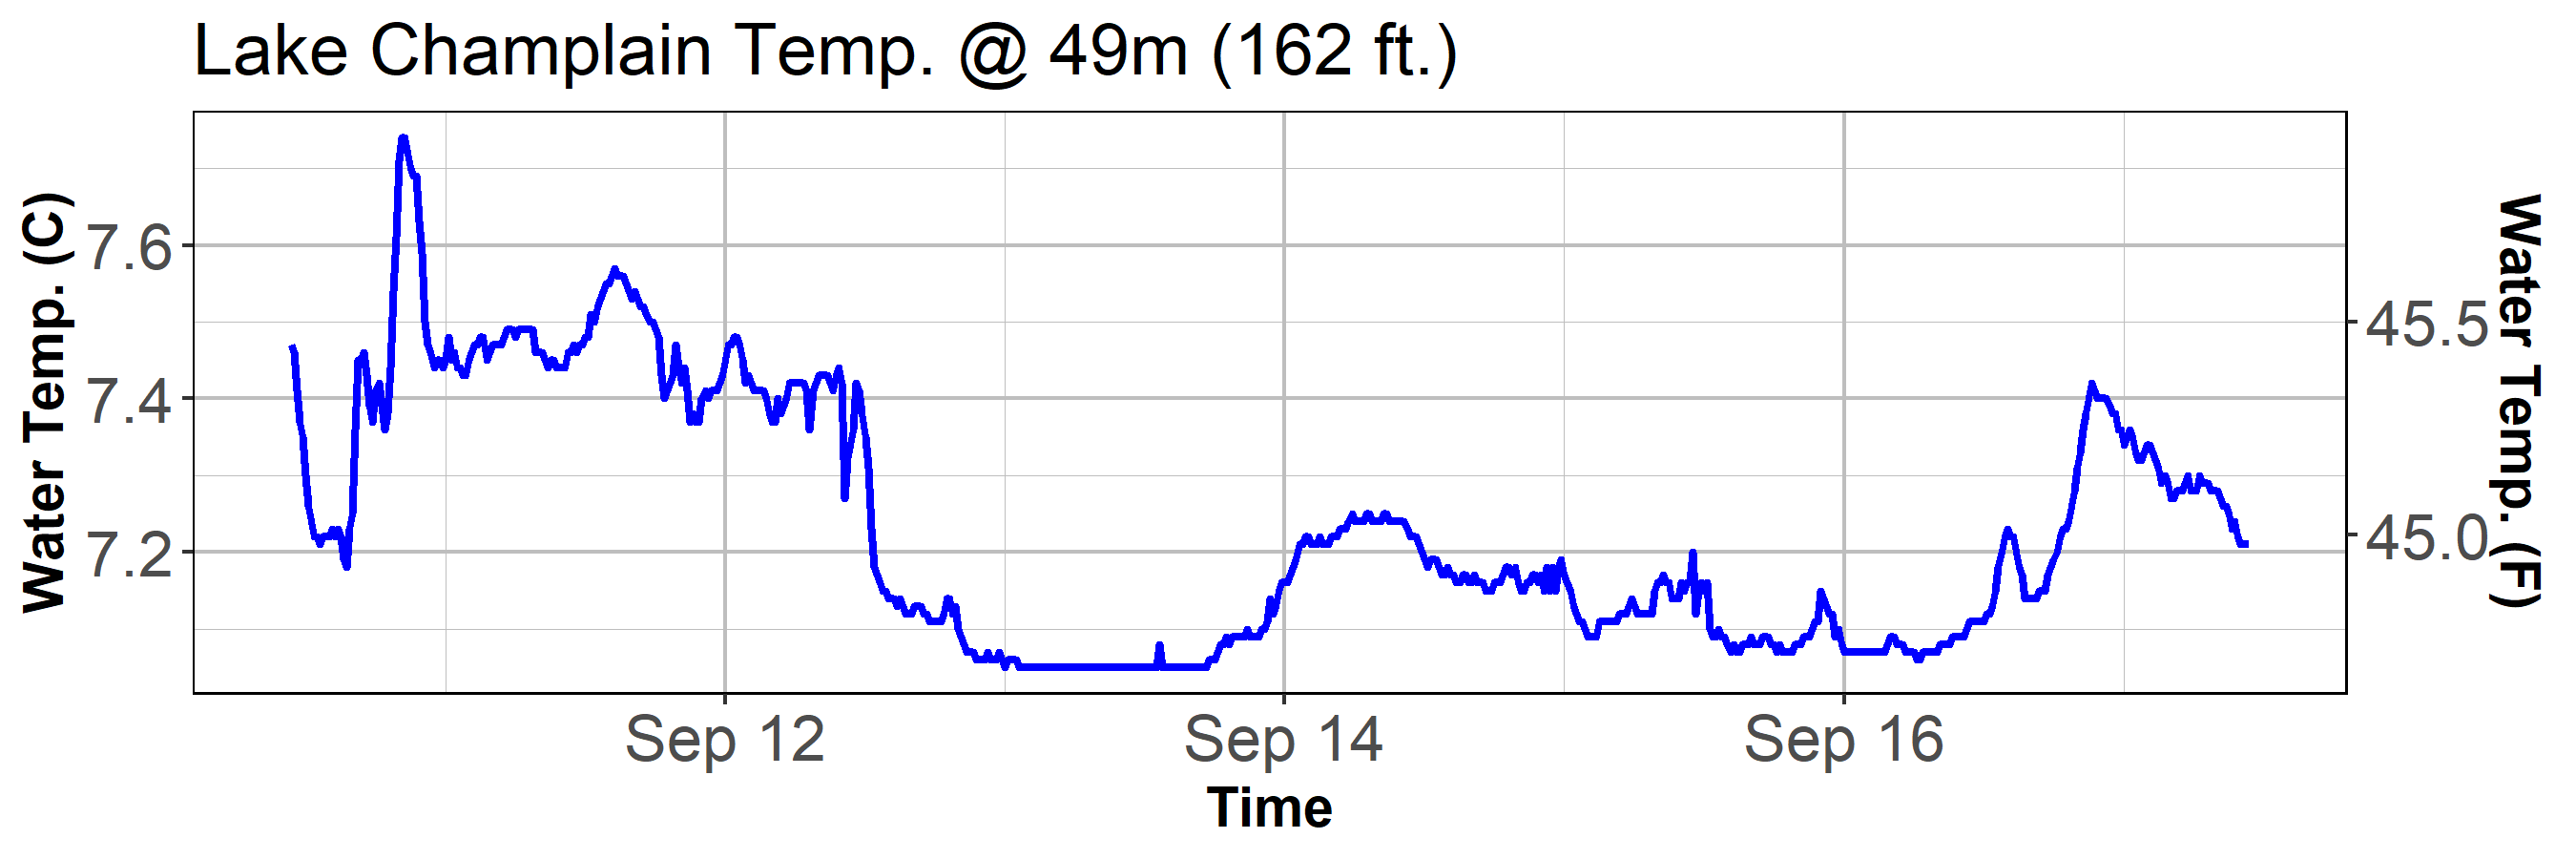 Lake Champlain Temp. @ 49m (162 ft.)
Water Temp. (C)
7.6
7.4
7.2
45.5
45.0
Water Temp. (F)
Sep 12
Sep 14
Sep 16
Time